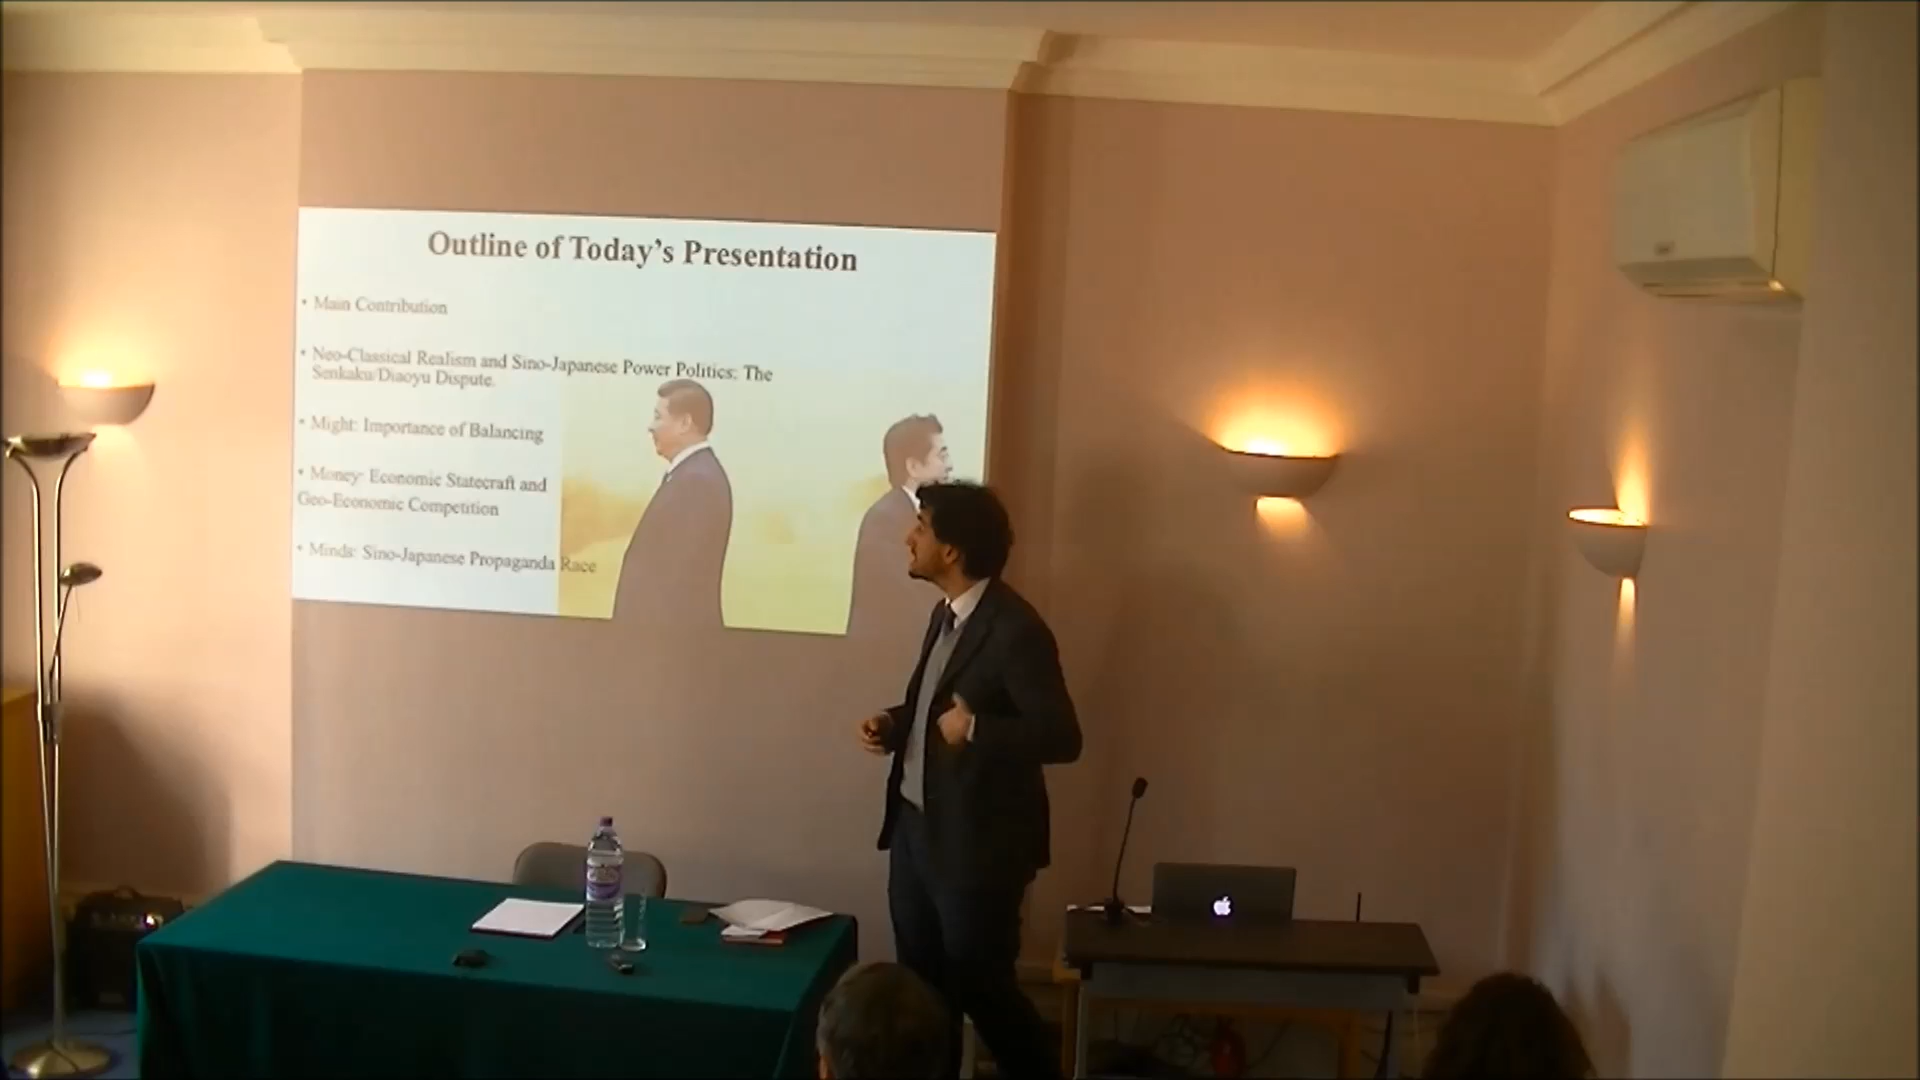 Outline of Today's Presentation
• Main Contribution
• Neo-Classical Realism and Sino-Japanese Power Politics: The
Senkaku/Diaoyu Dispute.
• Might: Importance of Balancing
• Money: Economic Statecraft and
Geo-Economic Competition
• Minds: Sino-Japanese Propaganda Race